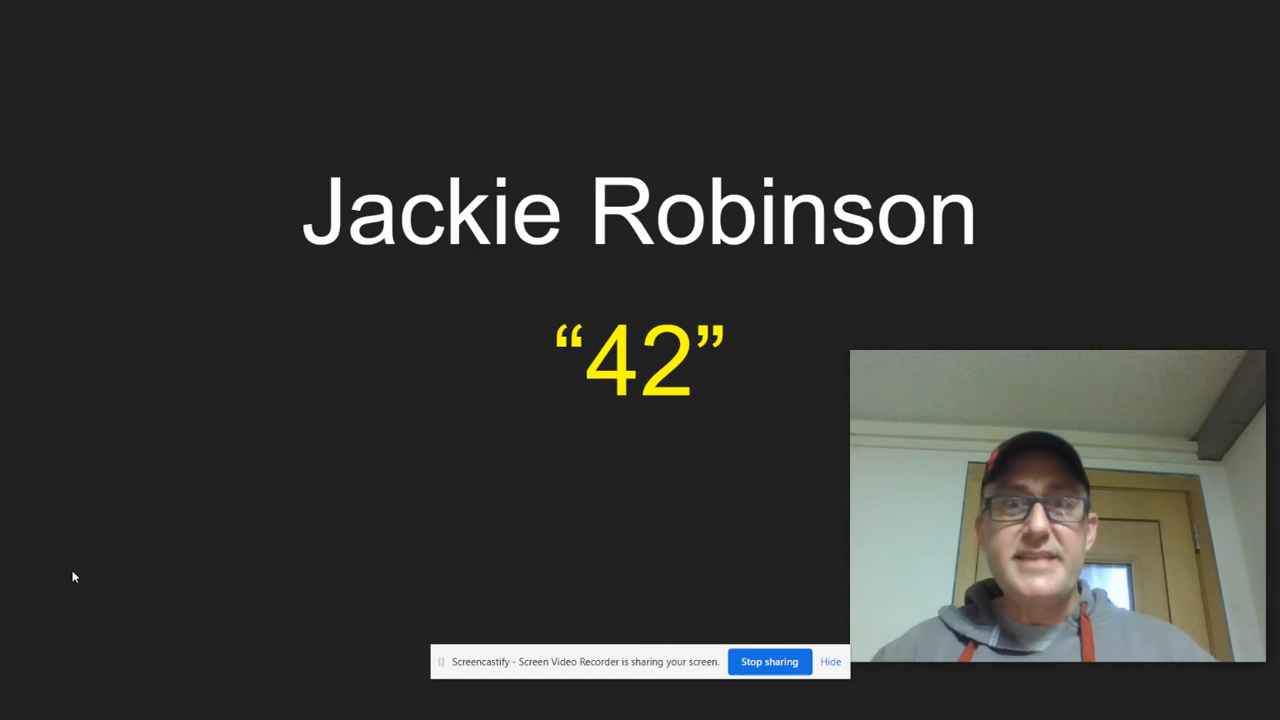 Jackie Robinson
“42”
Screencastify - Screen Video Recorder is sharing your screen. Stop sharing Hide